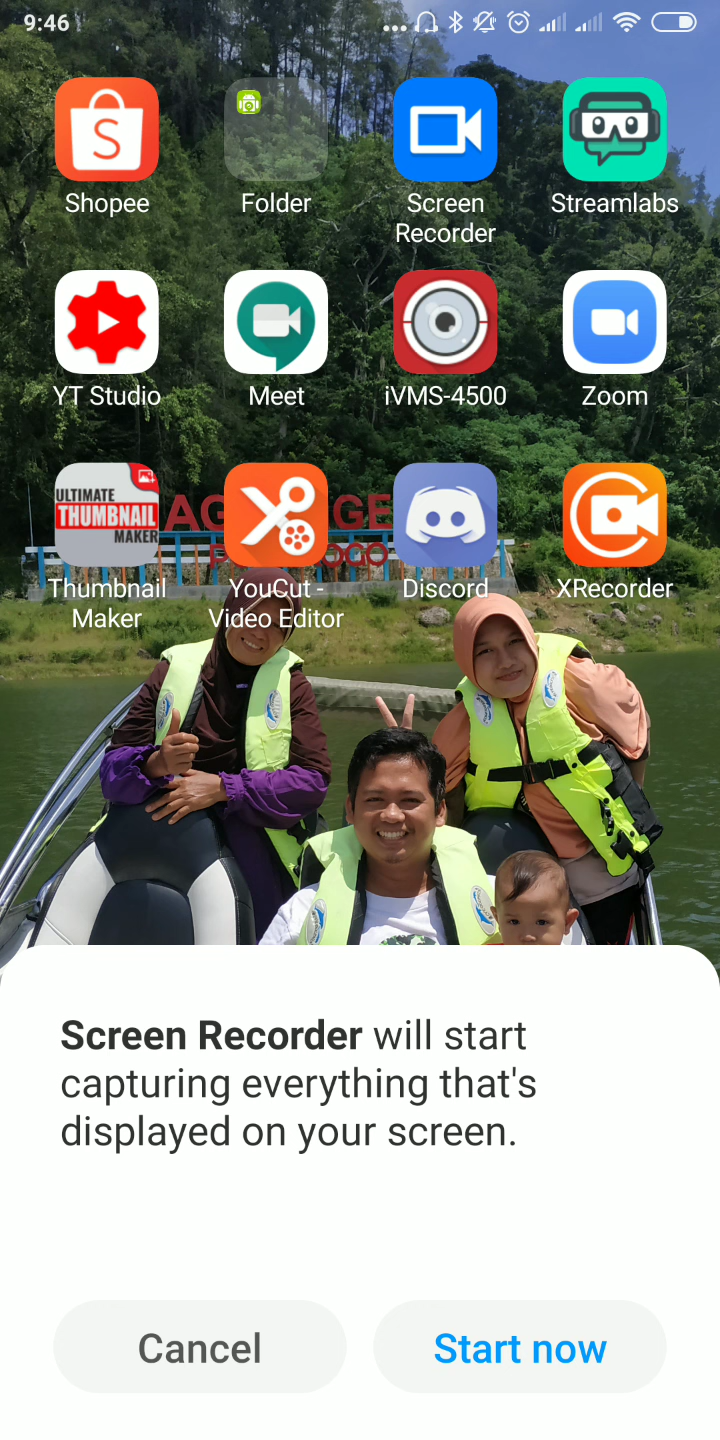 9:46
Shopee
Folder
Screen
Recorder
Streamlabs
YT Studio
Meet
iVMS-4500
Zoom
ULTIMATE
THUMBNAIL
MAKER
Thumbnail
Maker
YouCut -
Video Editor
Discord
XRecorder
Screen Recorder will start
capturing everything that's
displayed on your screen.
Cancel
Start now